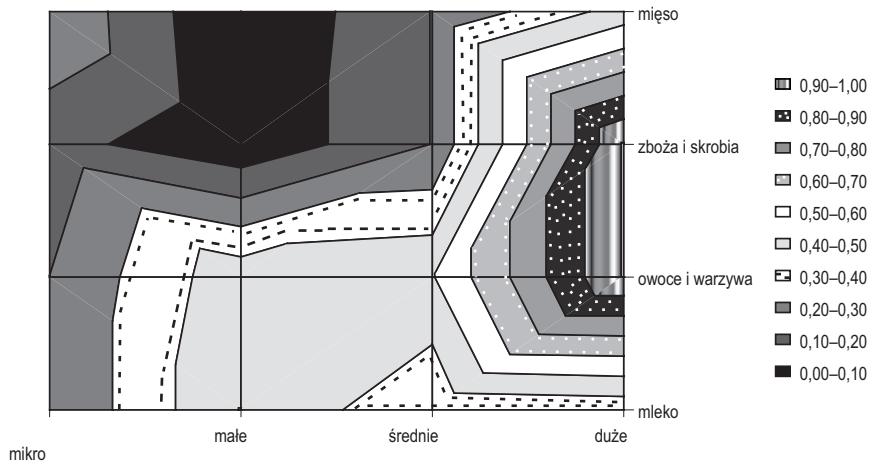 mięso
zboża i skrobia
owoce i warzywa
mleko
mikro
małe
średnie
duże
0,90–1,00
0,80–0,90
0,70–0,80
0,60–0,70
0,50–0,60
0,40–0,50
0,30–0,40
0,20–0,30
0,10–0,20
0,00–0,10